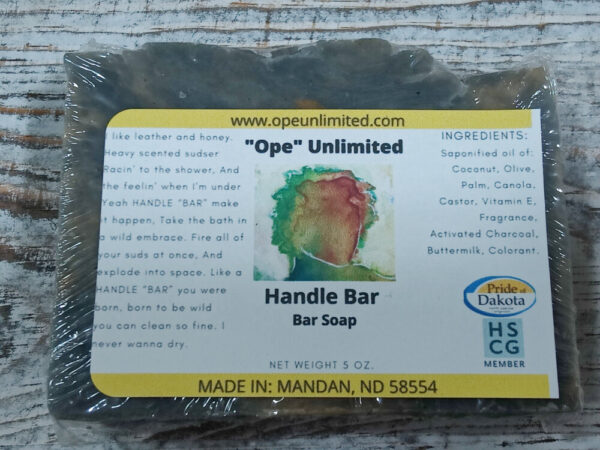 www.opeunlimited.com
I like leather and honey.
Heavy scented sudser
Racin' to the shower, And
the feelin' when I'm under
Yeah HANDLE "BAR" make
it happen, Take the bath in
a wild embrace. Fire all of
your suds at once, And
explode into space. Like a
HANDLE "BAR" you were
born, born to be wild
you can clean so fine. I
never wanna dry.
"Ope" Unlimited
Handle Bar
Bar Soap
NET WEIGHT 5 OZ.
INGREDIENTS:
Saponified oil of:
Coconut, Olive,
Palm, Canola,
Castor, Vitamin E,
Fragrance,
Activated Charcoal,
Buttermilk, Colorant.
Pride of
Dakota
HS
CG
MEMBER
MADE IN: MANDAN, ND 58554